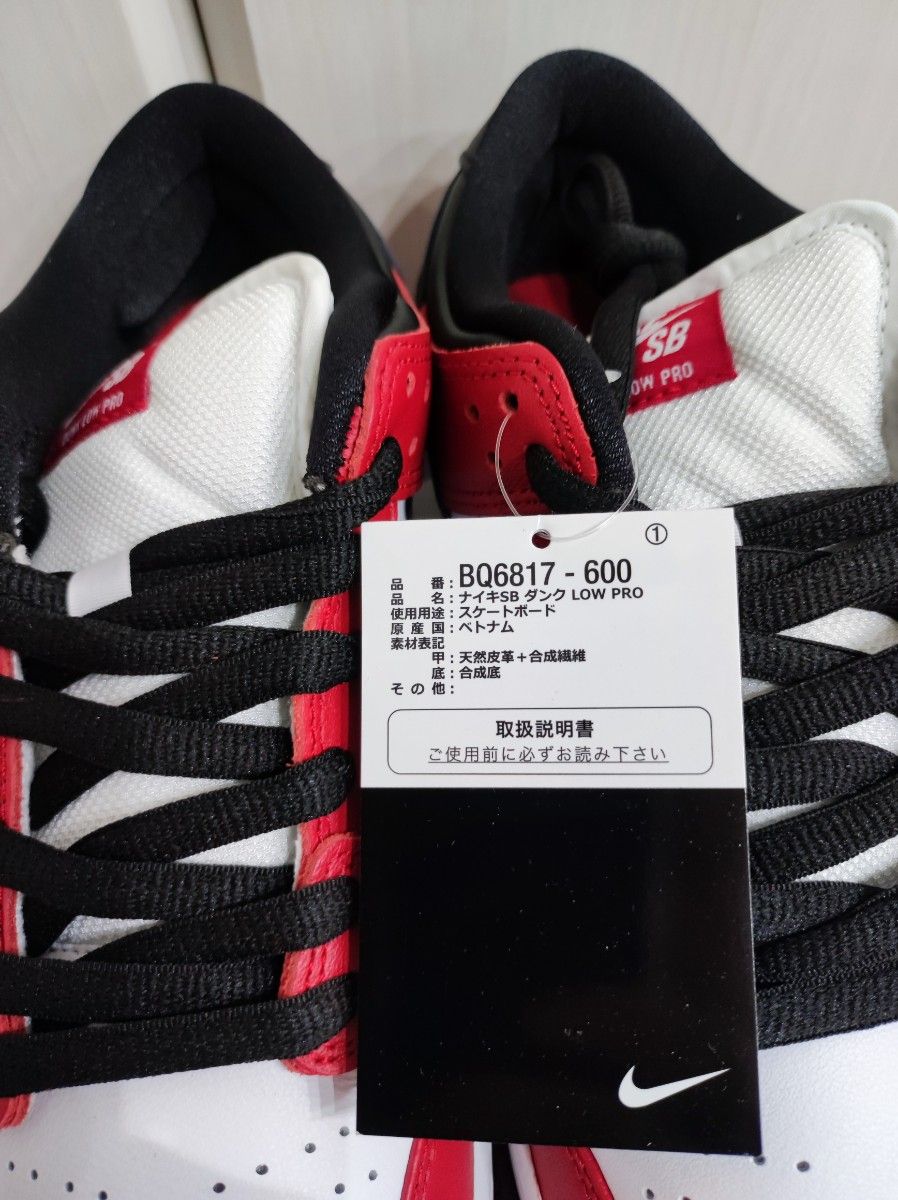 SB
LOW PRO
SB
OW PRO
①
品 番：BQ6817 - 600
品 名：ナイキSB ダンク LOW PRO
使用用途：スケートボード
原 産 国：ベトナム
素材表記
甲：天然皮革＋合成繊維
底：合成底
そ の 他：
取扱説明書
ご使用前に必ずお読み下さい